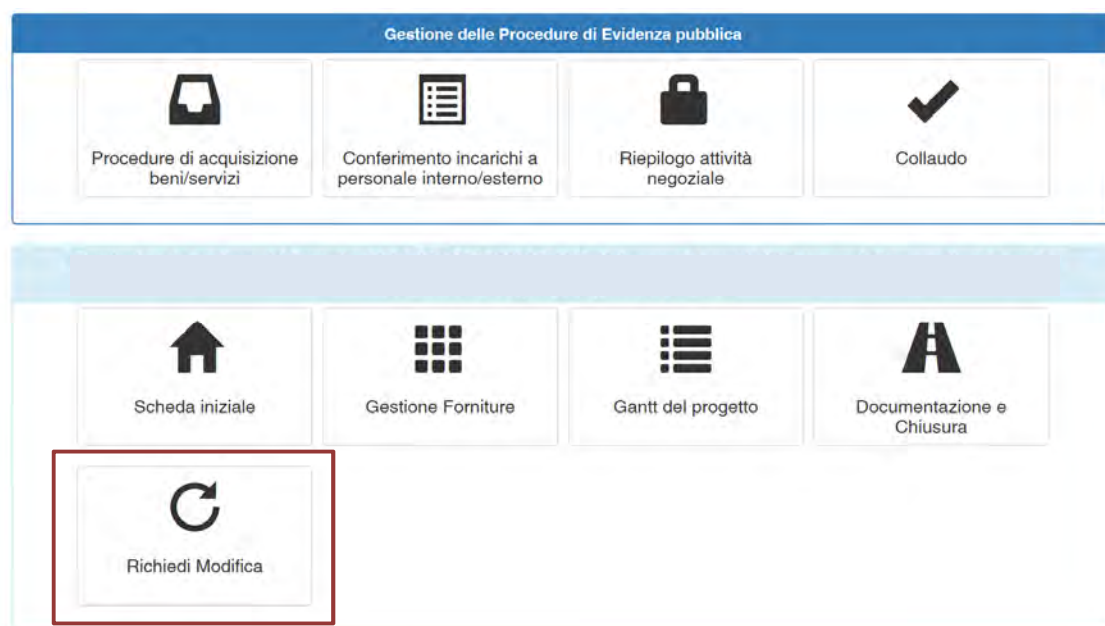 Gestione delle Procedure di Evidenza pubblica
Procedure di acquisizione
beni/servizi
Conferimento incarichi a
personale interno/esterno
Riepilogo attività
negoziale
Collaudo
Scheda iniziale
Gestione Forniture
Gantt del progetto
Documentazione e
Chiusura
Richiedi Modifica